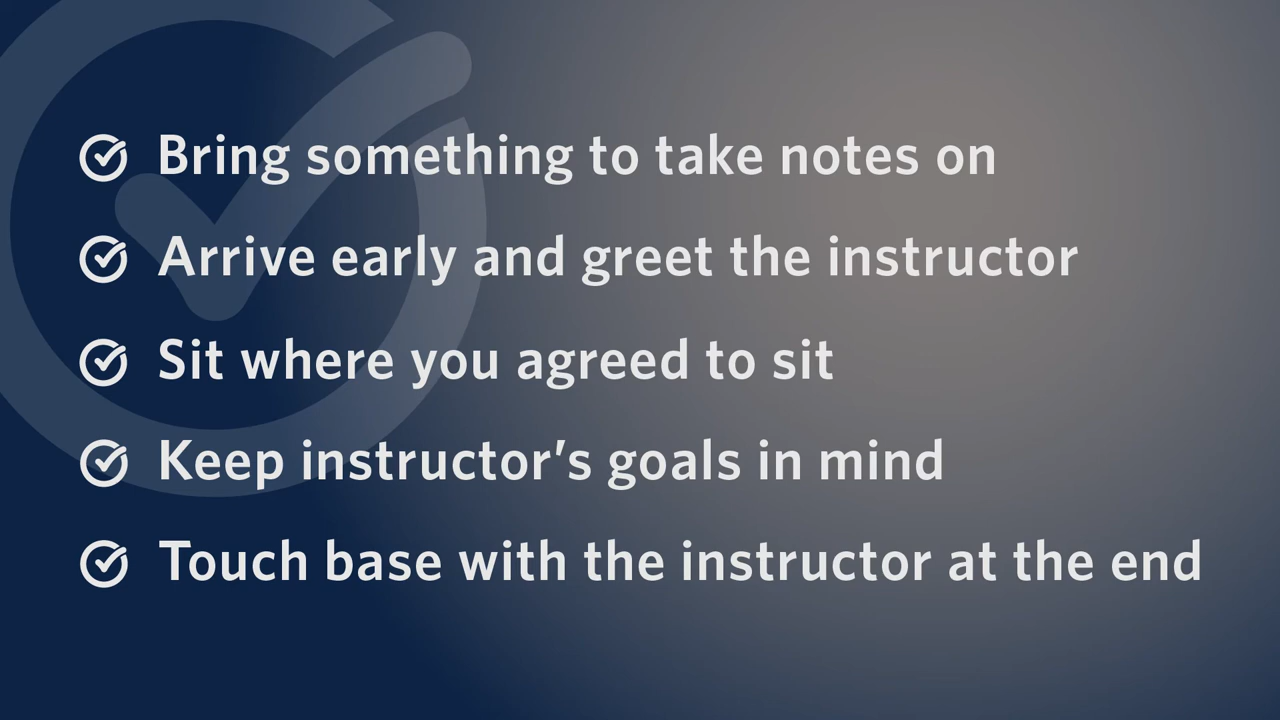 Bring something to take notes on
Arrive early and greet the instructor
Sit where you agreed to sit
Keep instructor’s goals in mind
Touch base with the instructor at the end